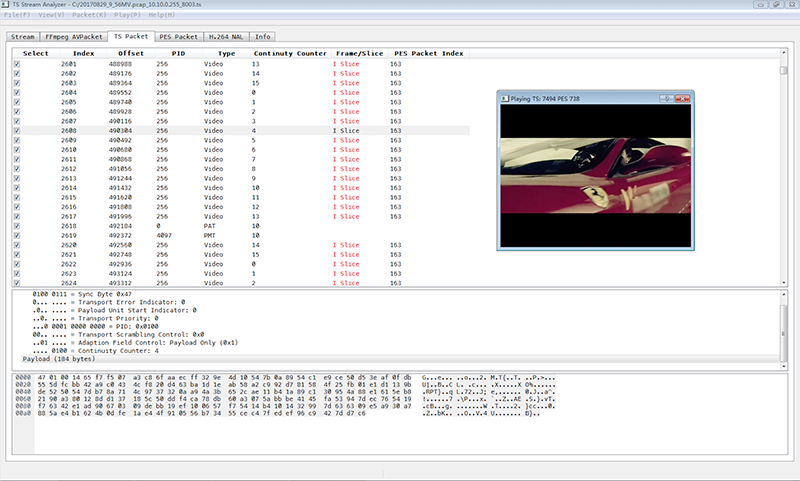 TS Stream Analyzer - C:/20170829_9_56MV.pcap_10.10.0.255_8003.ts
File(F) View(V) Packet(K) Play(P) Help(H)
Stream FFmpeg AVPacket TS Packet PES Packet H.264 NAL Info
Select Index Offset PID Type Continuty Counter Frame/Slice PES Packet Index
2601 488988 256 Video 13 I Slice 163
2602 489176 256 Video 14 I Slice 163
2603 489364 256 Video 15 I Slice 163
2604 489552 256 Video 0 I Slice 163
2605 489740 256 Video 1 I Slice 163
2606 489928 256 Video 2 I Slice 163
2607 490116 256 Video 3 I Slice 163
2608 490304 256 Video 4 I Slice 163
2609 490492 256 Video 5 I Slice 163
2610 490680 256 Video 6 I Slice 163
2611 490868 256 Video 7 I Slice 163
2612 491056 256 Video 8 I Slice 163
2613 491244 256 Video 9 I Slice 163
2614 491432 256 Video 10 I Slice 163
2615 491620 256 Video 11 I Slice 163
2616 491808 256 Video 12 I Slice 163
2617 491996 256 Video 13 I Slice 163
2618 492184 0 PAT 10
2619 492372 4097 PMT 10
2620 492560 256 Video 14 I Slice 163
2621 492748 256 Video 15 I Slice 163
2622 492936 256 Video 0 I Slice 163
2623 493124 256 Video 1 I Slice 163
2624 493312 256 Video 2 I Slice 163
Playing TS: 7494 PES 738
0100 0111 = Sync Byte 0x47
0... .... = Transport Error Indicator: 0
.0.. .... = Payload Unit Start Indicator: 0
..0. .... = Transport Priority: 0
...0 0001 0000 0000 = PID: 0x0100
00.. .... = Transport Scrambling Control: 0x0
..01 .... = Adaption Field Control: Payload Only (0x1)
.... 0100 = Continuity Counter: 4
Payload (184 bytes)
0000 47 01 00 14 65 f7 f5 07 a3 c8 6f aa ec ff 32 9e 4d 10 54 7b 0a 89 54 c1 e9 ce 50 d5 3e af 0f db
0020 55 5d fc bb 42 a9 c0 43 4c f8 20 d4 63 ba 1d 1e ab 58 a2 c9 92 d7 81 58 4f 25 fb 01 e1 d1 13 9b
0040 de 52 50 54 7d b7 8a 71 4c 97 37 32 0a a9 4a 3b 65 2c ae 11 b4 1a 89 c1 30 95 4a 88 e1 61 5e b8
0060 21 90 a3 80 12 8d d1 37 18 5c 50 dd f4 ca 78 db 60 a3 07 5a bb be 41 45 fa 53 94 7d ec 76 54 19
0080 f7 63 42 e1 ad 90 67 03 09 de bb 19 ef 10 06 57 f7 54 14 b4 10 14 32 99 7d 63 63 09 e5 a9 30 a7
00a0 88 5a e4 b1 62 4b 0d fe 1a e4 4f 91 05 56 b7 34 55 ce c4 7f ed ef 96 c9 42 7d d7 c6